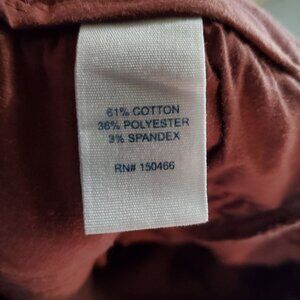 61% COTTON
36% POLYESTER
3% SPANDEX
RN# 150466